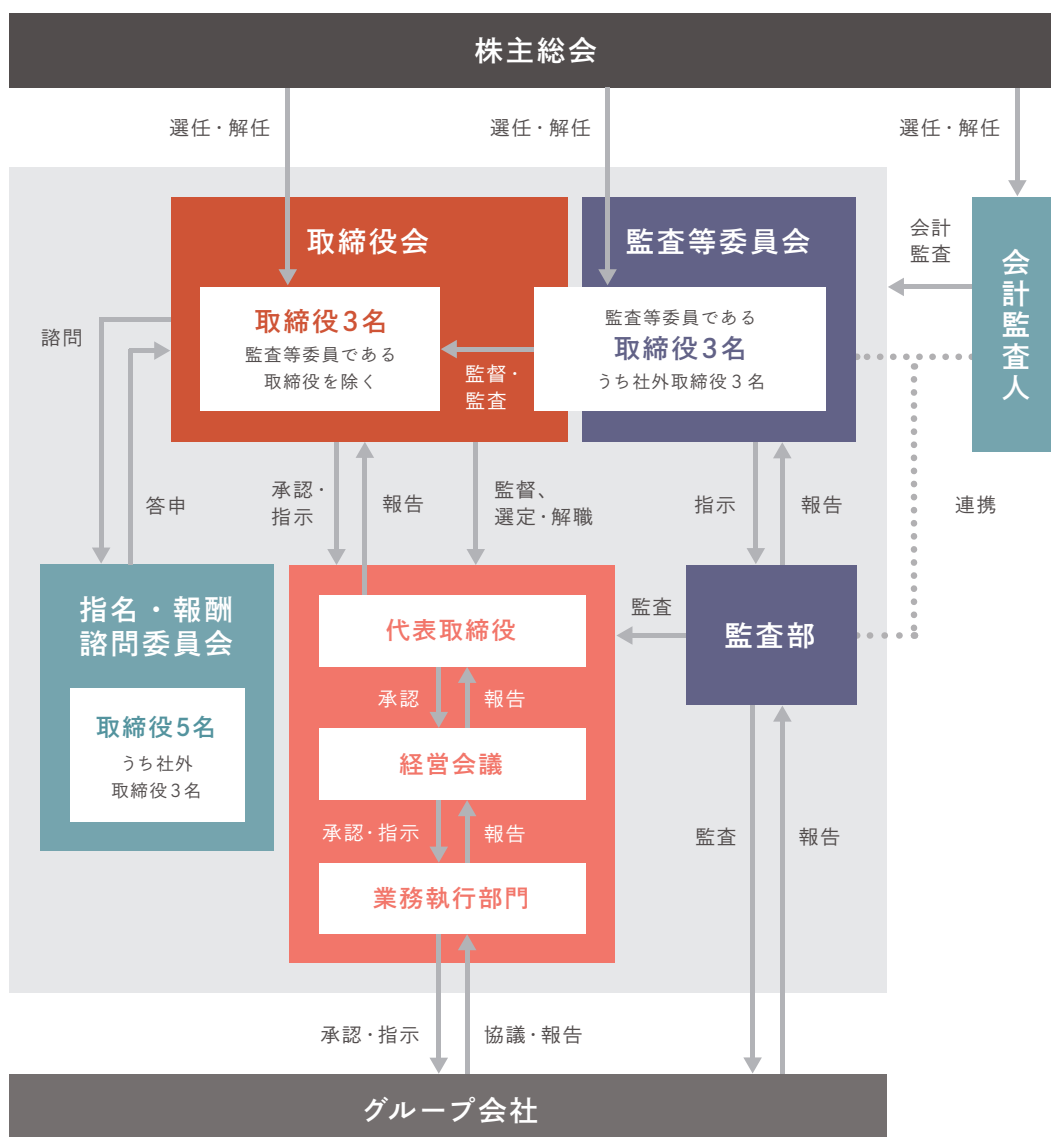 株主総会
選任・解任
選任・解任
選任・解任
取締役会
監査等委員会
会計
監査
会計監査人
取締役3名
監査等委員である
取締役を除く
監督・
監査
監査等委員である
取締役3名
うち社外取締役3名
諮問
答申
承認・
指示
報告
監督、
選定・解職
指示
報告
連携
指名・報酬
諮問委員会
取締役5名
うち社外
取締役3名
代表取締役
監査
監査部
承認
報告
経営会議
承認・指示
報告
業務執行部門
監査
報告
承認・指示
協議・報告
グループ会社